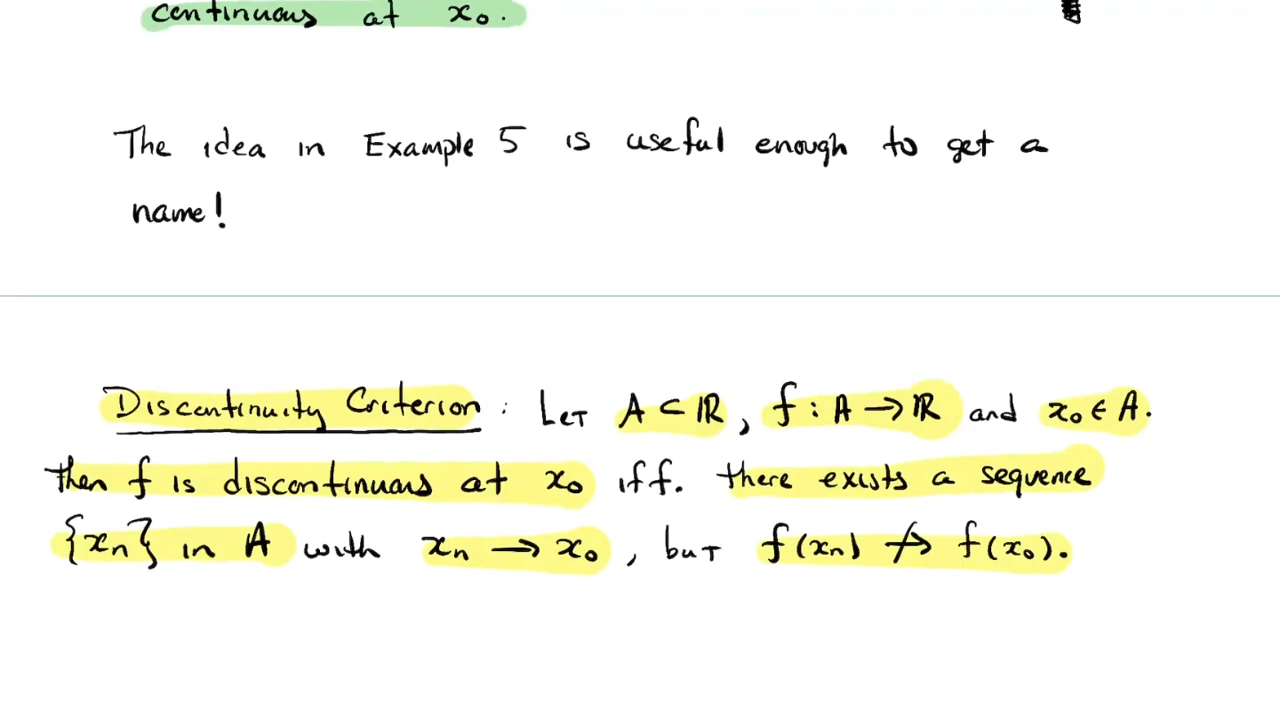 continuous at x₀.
The idea in Example 5 is useful enough to get a
name!
Discontinuity Criterion : Let A ⊂ ℝ, f : A → ℝ and x₀ ∈ A.
then f is discontinuous at x₀ iff. there exists a sequence
{xₙ} in A with xₙ → x₀, but f(xₙ) ↛ f(x₀).